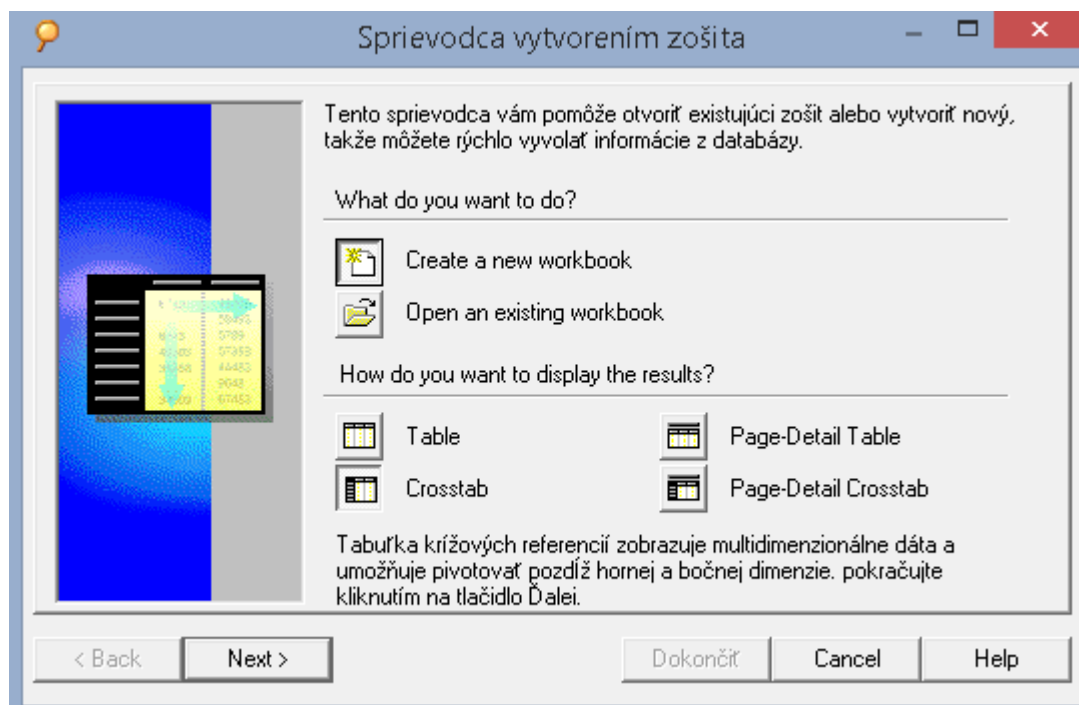 Sprievodca vytvorením zošita
Tento sprievodca vám pomôže otvoriť existujúci zošit alebo vytvoriť nový,
takže môžete rýchlo vyvolať informácie z databázy.
What do you want to do?
Create a new workbook
Open an existing workbook
How do you want to display the results?
Table
Page-Detail Table
Crosstab
Page-Detail Crosstab
Tabuľka krížových referencií zobrazuje multidimenzionálne dáta a
umožňuje pivotovať pozdĺž hornej a bočnej dimenzie. pokračujte
kliknutím na tlačidlo Ďalei.
< Back
Next >
Dokončiť
Cancel
Help